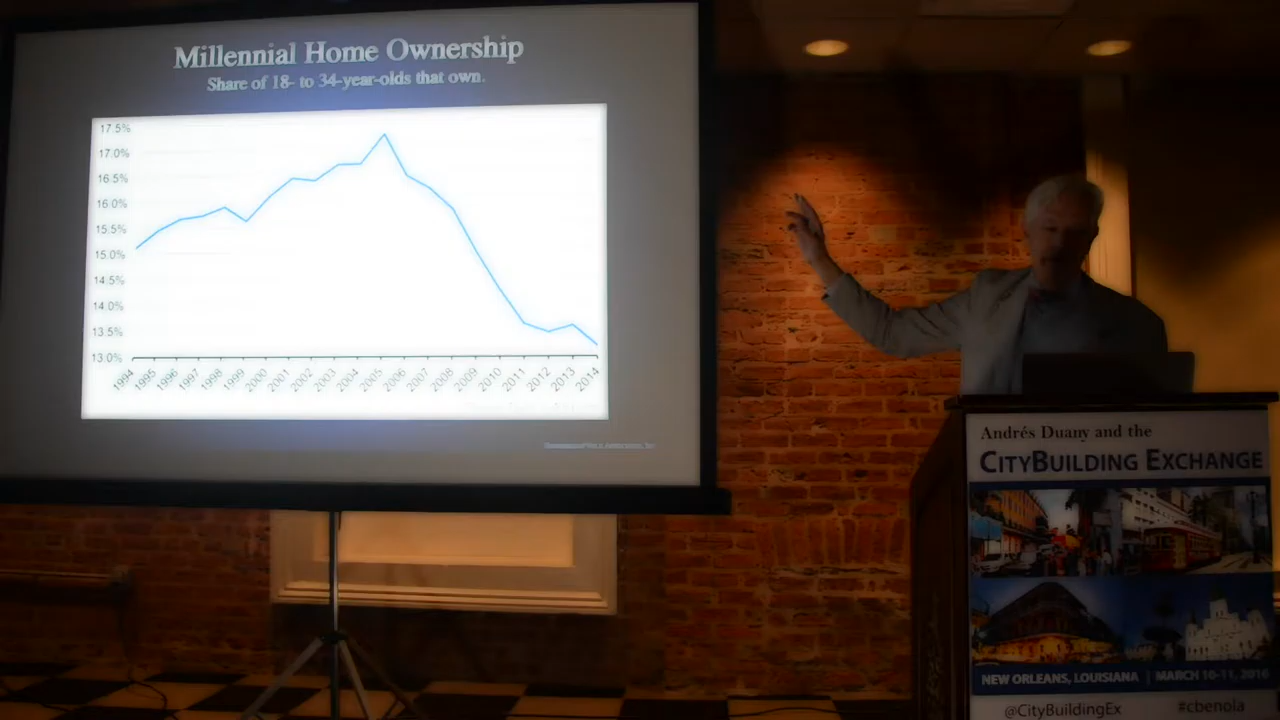 Millennial Home Ownership
Share of 18- to 34-year-olds that own.
17.5%
17.0%
16.5%
16.0%
15.5%
15.0%
14.5%
14.0%
13.5%
13.0%
1994 1995 1996 1997 1998 1999 2000 2001 2002 2003 2004 2005 2006 2007 2008 2009 2010 2011 2012 2013 2014
Andrés Duany and the
CITYBUILDING EXCHANGE
NEW ORLEANS, LOUISIANA | MARCH 10-11, 2016
@CityBuildingEx #cbenola